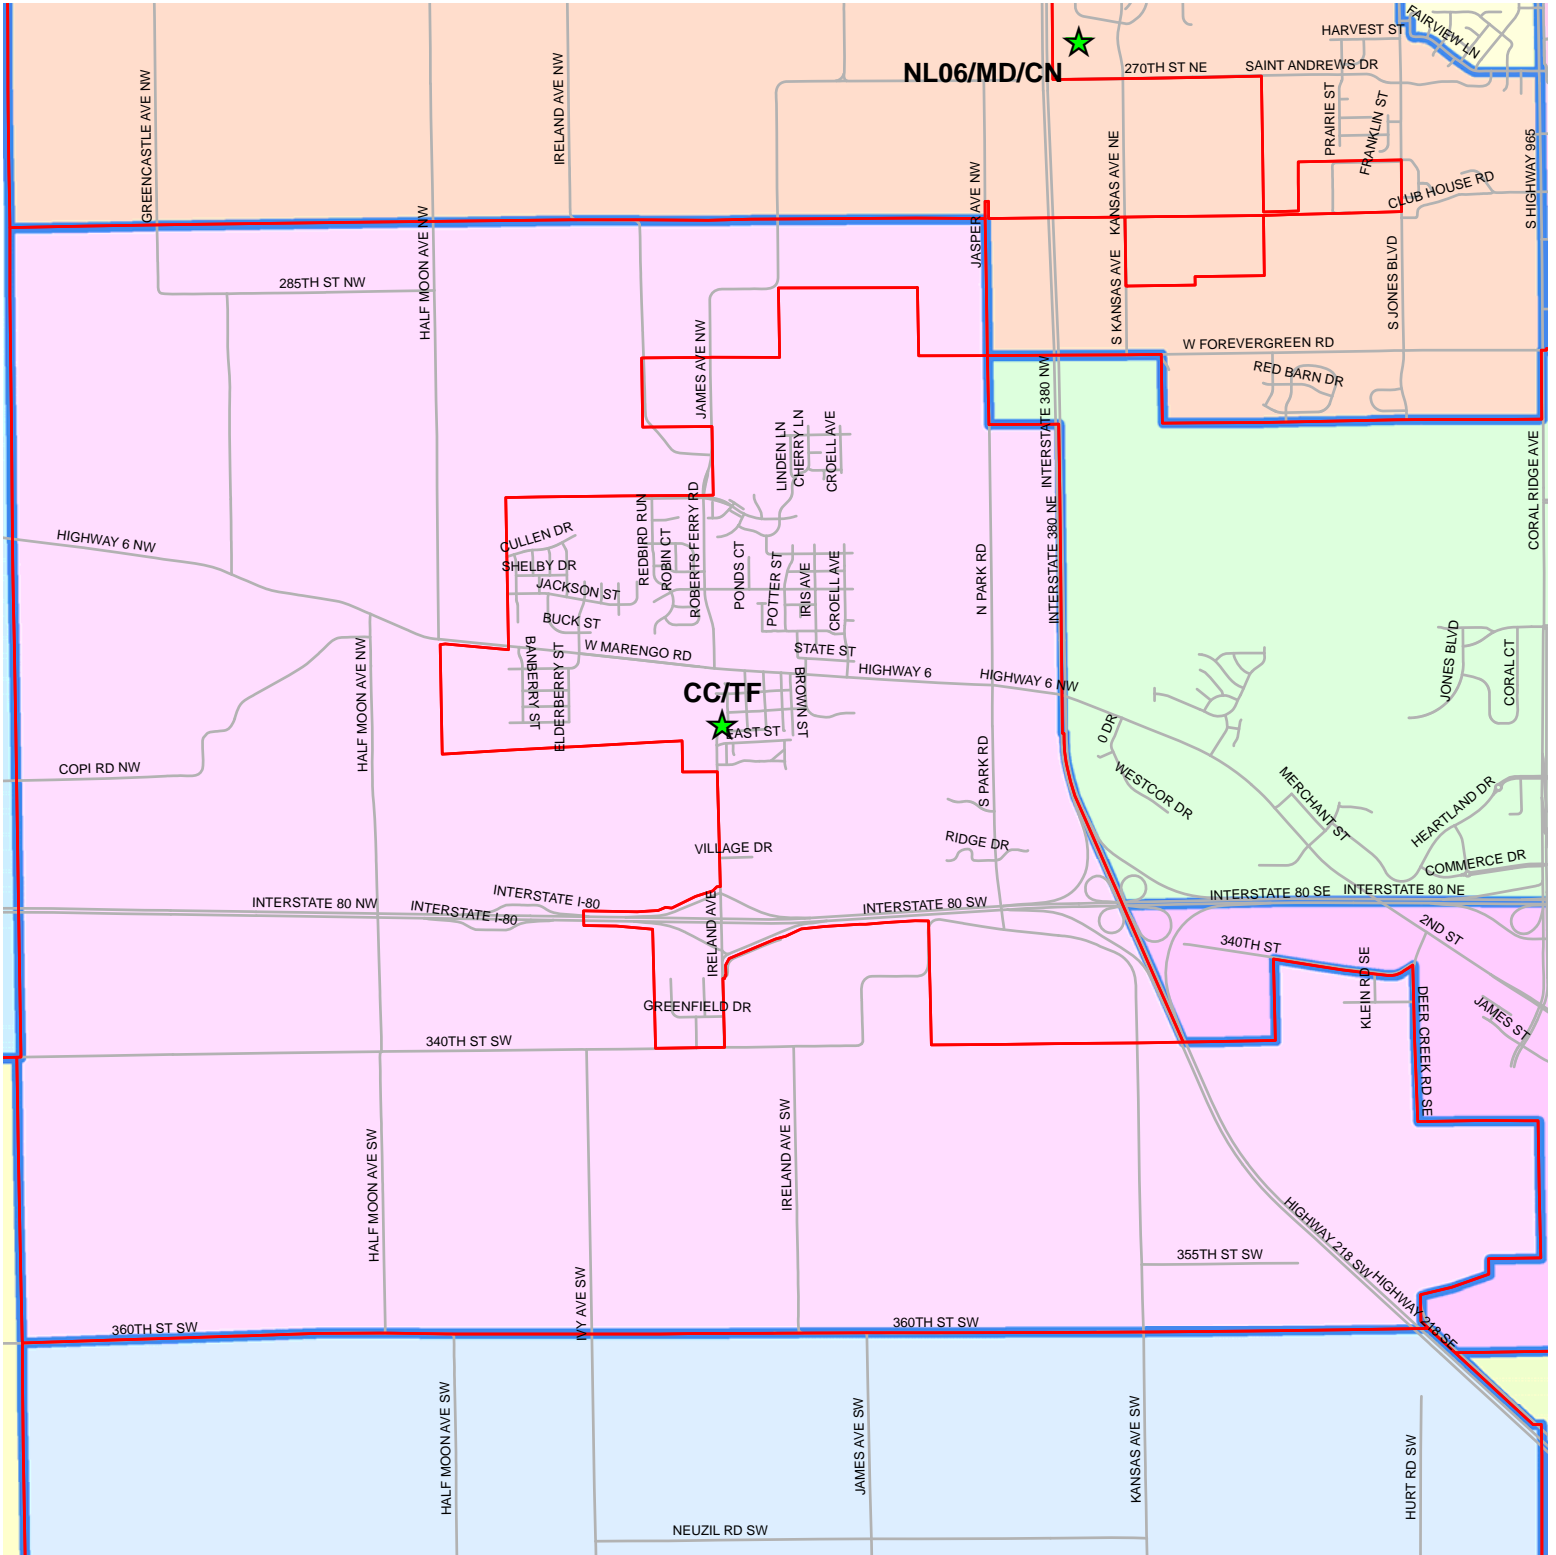 FAIRVIEW LN
HARVEST ST
NL06/MD/CN
270TH ST NE
SAINT ANDREWS DR
GREENCASTLE AVE NW
IRELAND AVE NW
PRAIRIE ST
FRANKLIN ST
KANSAS AVE NE
S HIGHWAY 965
JASPER AVE NW
CLUB HOUSE RD
HALF MOON AVE NW
285TH ST NW
S KANSAS AVE
S JONES BLVD
W FOREVERGREEN RD
JAMES AVE NW
INTERSTATE 380 NW
RED BARN DR
LINDEN LN
CHERRY LN
CROELL AVE
CORAL RIDGE AVE
HIGHWAY 6 NW
CULLEN DR
SHELBY DR
JACKSON ST
BUCK ST
REDBIRD RUN
ROBIN CT
ROBERTS FERRY RD
PONDS CT
POTTER ST
IRIS AVE
CROELL AVE
N PARK RD
INTERSTATE 380 NE
W MARENGO RD
STATE ST
HIGHWAY 6
HIGHWAY 6 NW
BANBERRY ST
ELDERBERRY ST
CC/TF
BROWN ST
EAST ST
HALF MOON AVE NW
COPI RD NW
JONES BLVD
CORAL CT
0 DR
S PARK RD
WESTCOR DR
MERCHANT ST
HEARTLAND DR
COMMERCE DR
VILLAGE DR
RIDGE DR
INTERSTATE 80 NW
INTERSTATE I-80
INTERSTATE I-80
INTERSTATE 80 SW
INTERSTATE 80 SE
INTERSTATE 80 NE
IRELAND AVE
340TH ST
2ND ST
KLEIN RD SE
DEER CREEK RD SE
JAMES ST
GREENFIELD DR
340TH ST SW
HALF MOON AVE SW
IRELAND AVE SW
HIGHWAY 218 SW
355TH ST SW
HIGHWAY 218 SE
IVY AVE SW
360TH ST SW
360TH ST SW
HALF MOON AVE SW
JAMES AVE SW
KANSAS AVE SW
HURT RD SW
NEUZIL RD SW